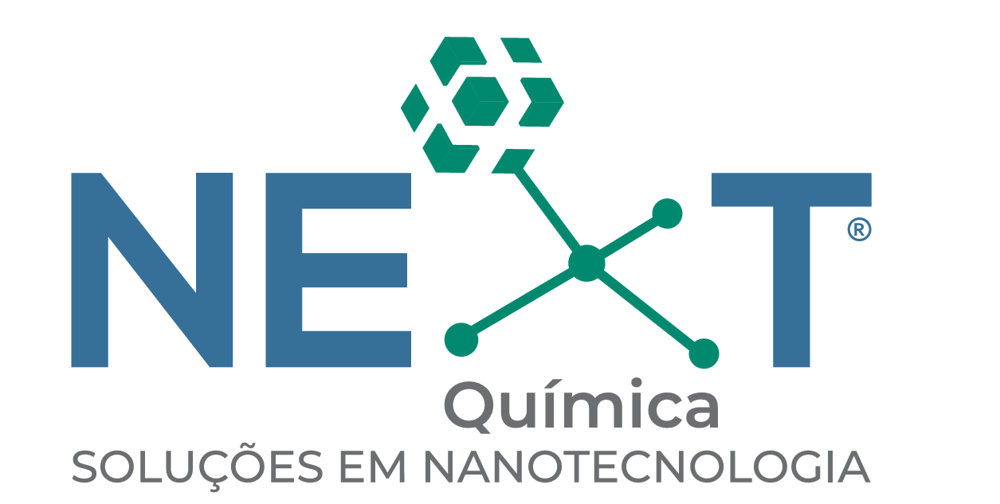 NEXT®
Química
SOLUÇÕES EM NANOTECNOLOGIA